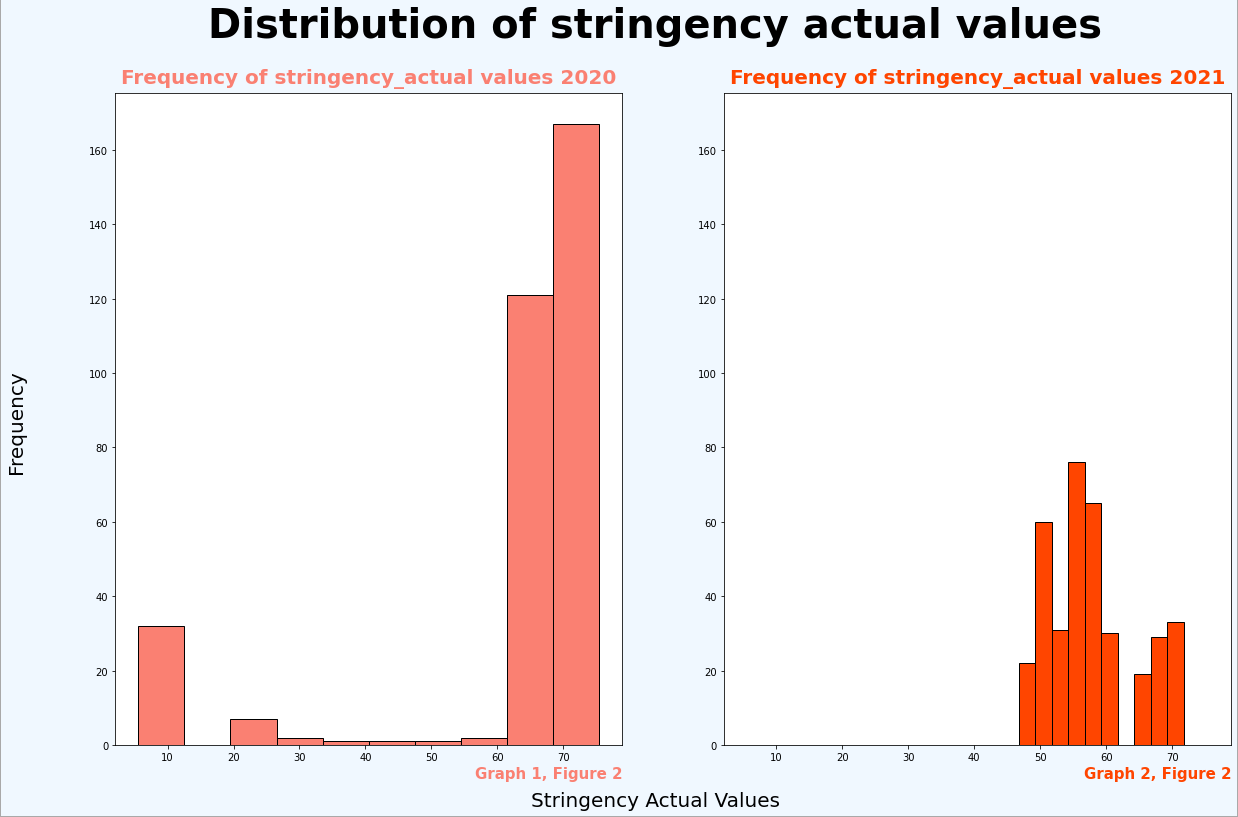 Distribution of stringency actual values
Frequency of stringency_actual values 2020
Frequency of stringency_actual values 2021
Frequency
160
140
120
100
80
60
40
20
0
10 20 30 40 50 60 70
Graph 1, Figure 2
160
140
120
100
80
60
40
20
0
10 20 30 40 50 60 70
Graph 2, Figure 2
Stringency Actual Values